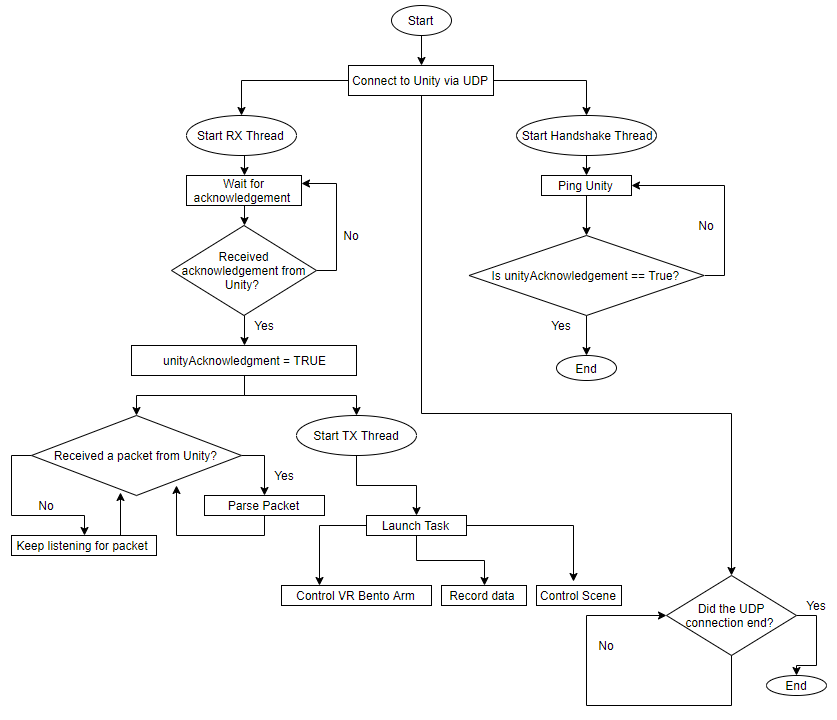 Start
Connect to Unity via UDP
Start RX Thread
Start Handshake Thread
Wait for
acknowledgement
Ping Unity
No
No
Received
acknowledgement from
Unity?
Is unityAcknowledgement == True?
Yes
Yes
unityAcknowledgment = TRUE
End
Start TX Thread
Received a packet from Unity?
Yes
No
Parse Packet
Launch Task
Keep listening for packet
Control VR Bento Arm
Record data
Control Scene
Did the UDP
connection end?
Yes
No
End